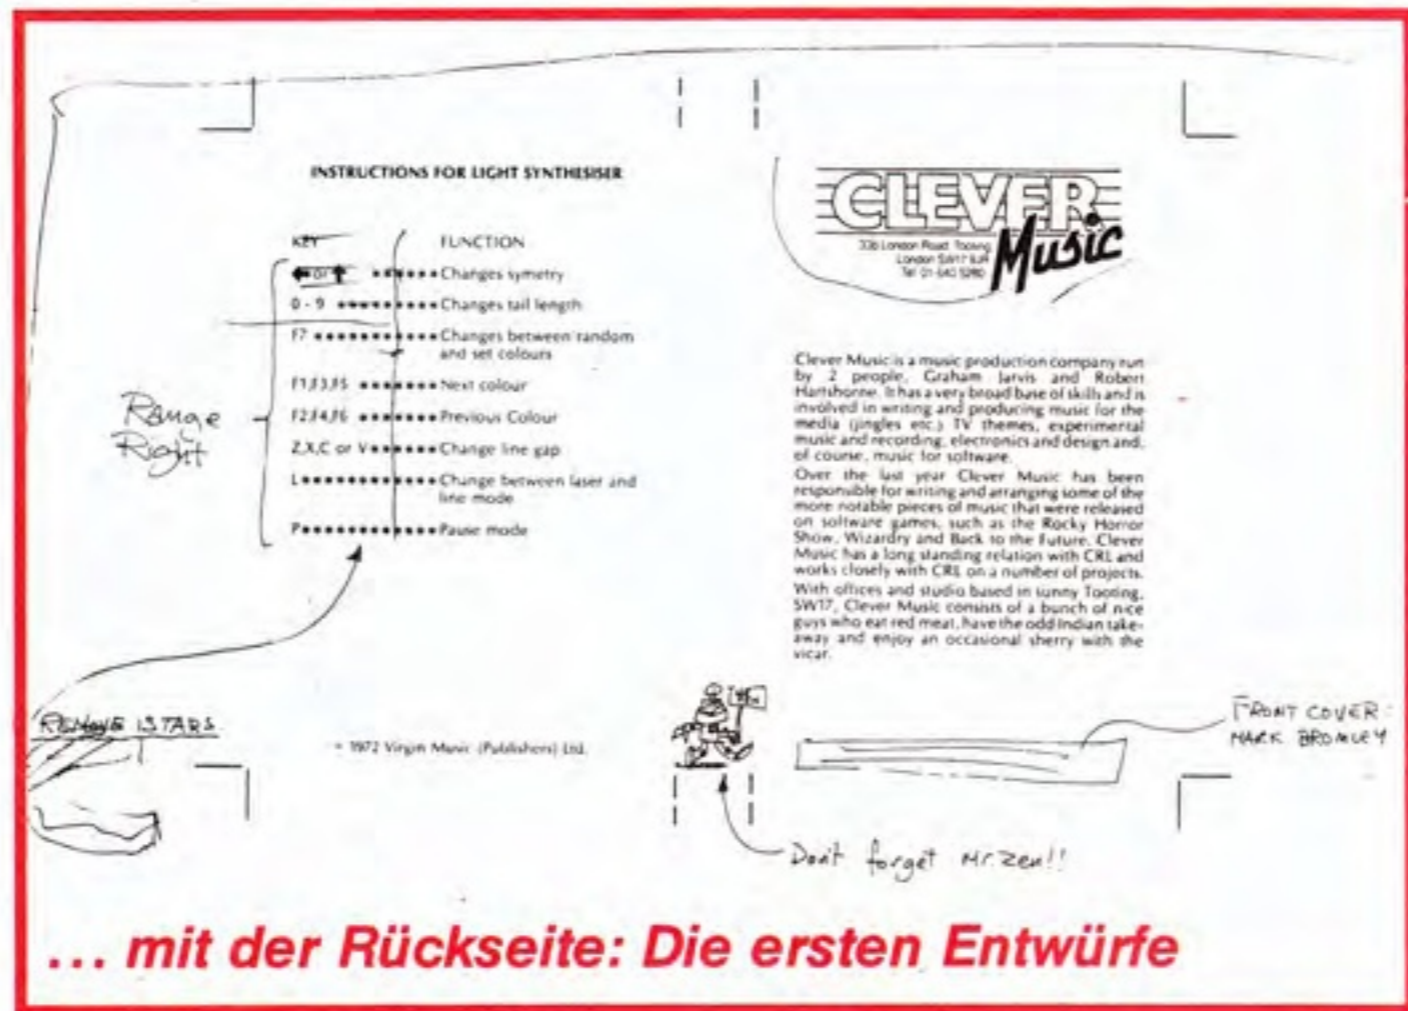 INSTRUCTIONS FOR LIGHT SYNTHESISER
KEY FUNCTION
or Changes symetry
0 - 9 Changes tail length
F7 Changes between random
and set colours
F1,F3,F5 Next colour
F2,F4,F6 Previous Colour
Z,X,C or V Change line gap
L Change between laser and
line mode
P Pause mode
Range
Right
REMOVE STARS
1972 Virgin Music (Publishers) Ltd.
CLEVER
Music
London Road Tooting
London SW17
Tel 01-640 5280
Clever Music is a music production company run
by 2 people, Graham Jarvis and Robert
Hartshorne. It has a very broad base of skills and is
involved in writing and producing music for the
media (jingles etc.) TV themes, experimental
music and recording, electronics and design and,
of course, music for software.
Over the last year Clever Music has been
responsible for writing and arranging some of the
more notable pieces of music that were released
on software games, such as the Rocky Horror
Show, Wizardry and Back to the Future. Clever
Music has a long standing relation with CRL and
works closely with CRL on a number of projects.
With offices and studio based in sunny Tooting,
SW17, Clever Music consists of a bunch of nice
guys who eat red meat, have the odd Indian take-
away and enjoy an occasional sherry with the
vicar.
FRONT COVER:
MARK BROMLEY
Don't forget Mr. Zen!!
... mit der Rückseite: Die ersten Entwürfe